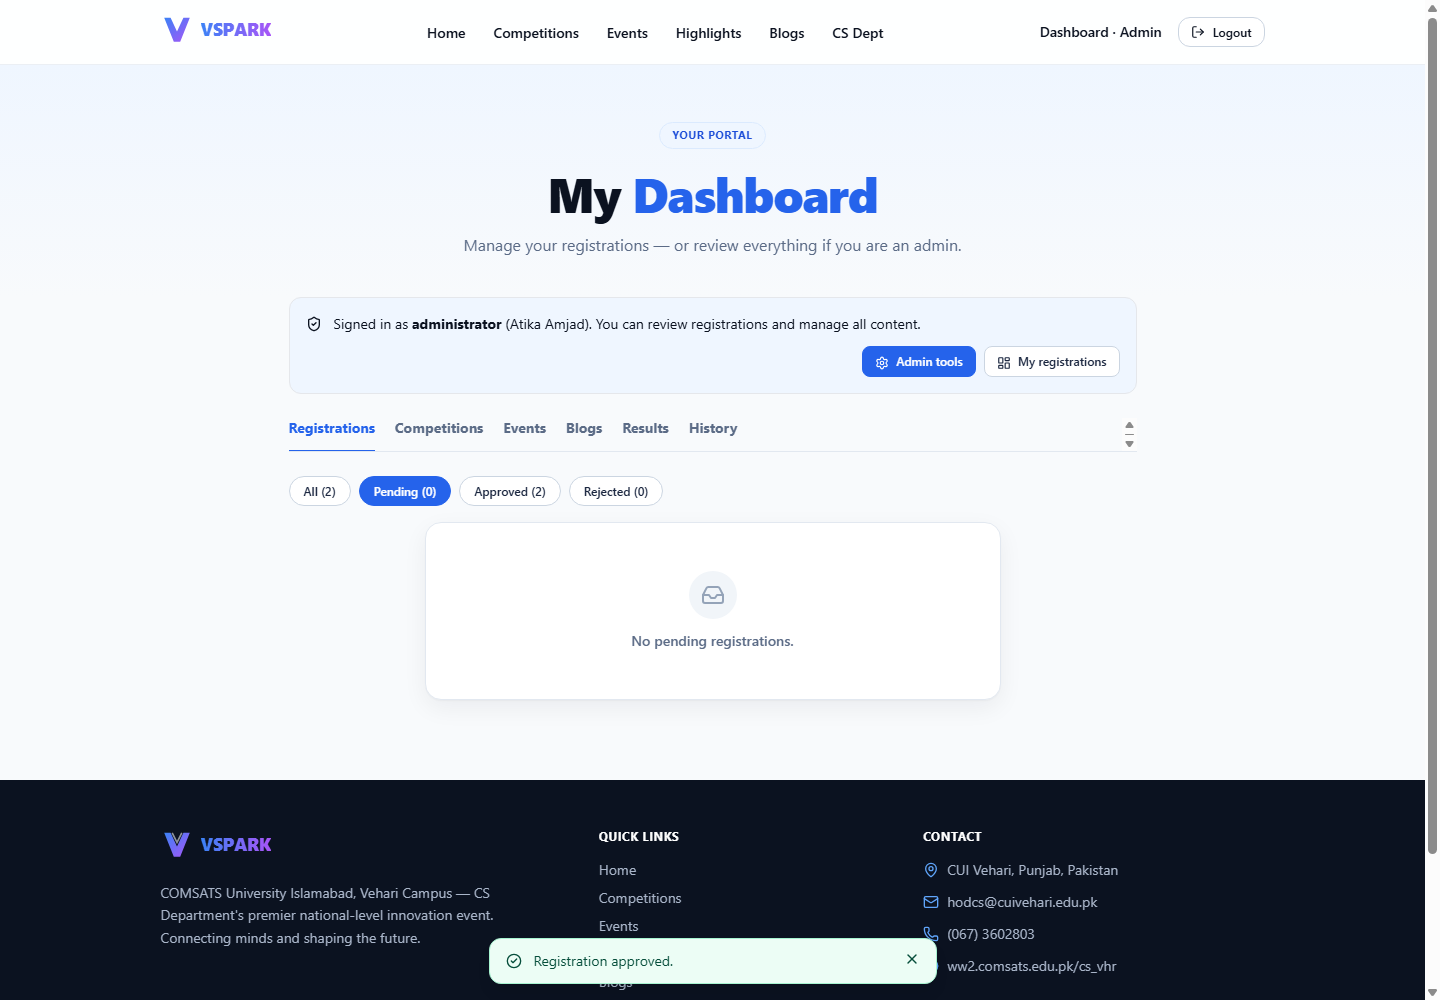 VSPARK
Home
Competitions
Events
Highlights
Blogs
CS Dept
Dashboard · Admin
Logout
YOUR PORTAL
My Dashboard
Manage your registrations — or review everything if you are an admin.
Signed in as administrator (Atika Amjad). You can review registrations and manage all content.
Admin tools
My registrations
Registrations
Competitions
Events
Blogs
Results
History
All (2)
Pending (0)
Approved (2)
Rejected (0)
No pending registrations.
VSPARK
COMSATS University Islamabad, Vehari Campus — CS
Department's premier national-level innovation event.
Connecting minds and shaping the future.
QUICK LINKS
Home
Competitions
Events
Blogs
CONTACT
CUI Vehari, Punjab, Pakistan
hodcs@cuivehari.edu.pk
(067) 3602803
ww2.comsats.edu.pk/cs_vhr
Registration approved.